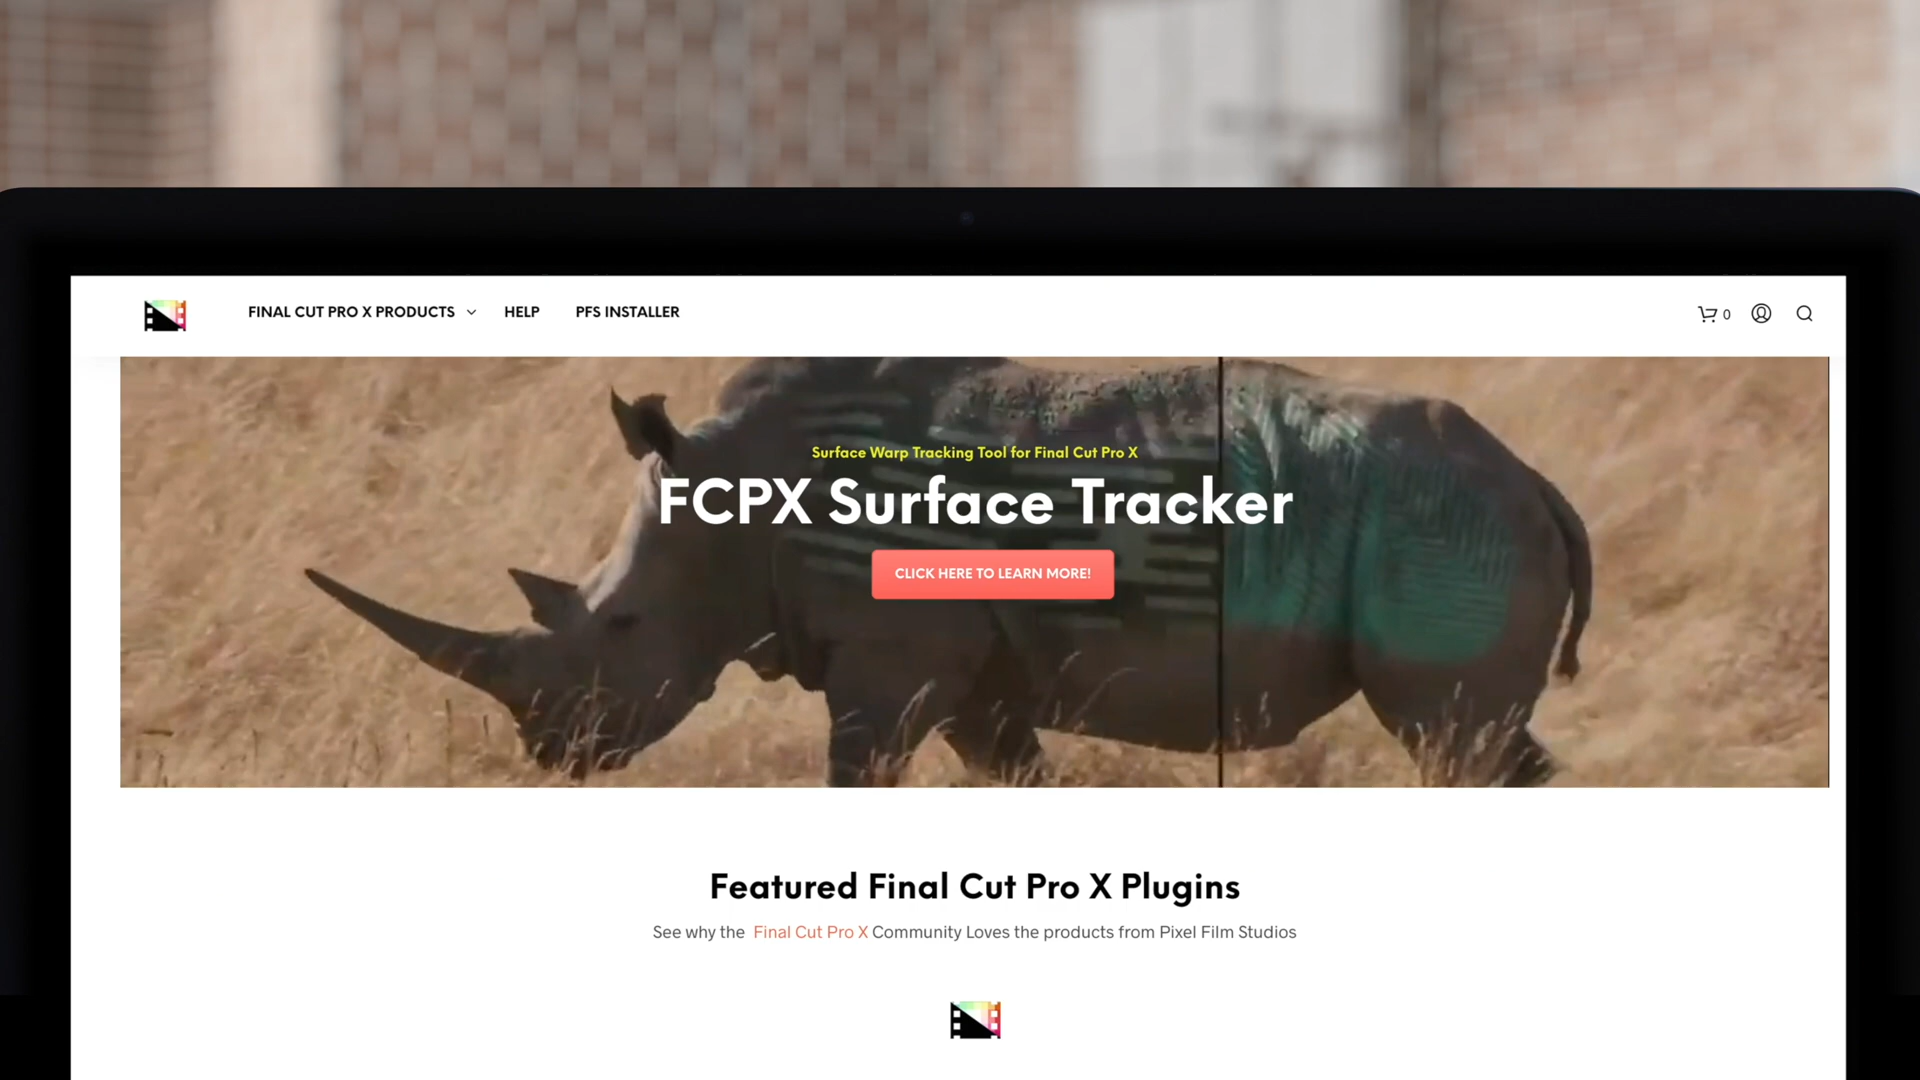 FINAL CUT PRO X PRODUCTS
HELP
PFS INSTALLER
0
Surface Warp Tracking Tool for Final Cut Pro X
FCPX Surface Tracker
CLICK HERE TO LEARN MORE!
Featured Final Cut Pro X Plugins
See why the Final Cut Pro X Community Loves the products from Pixel Film Studios